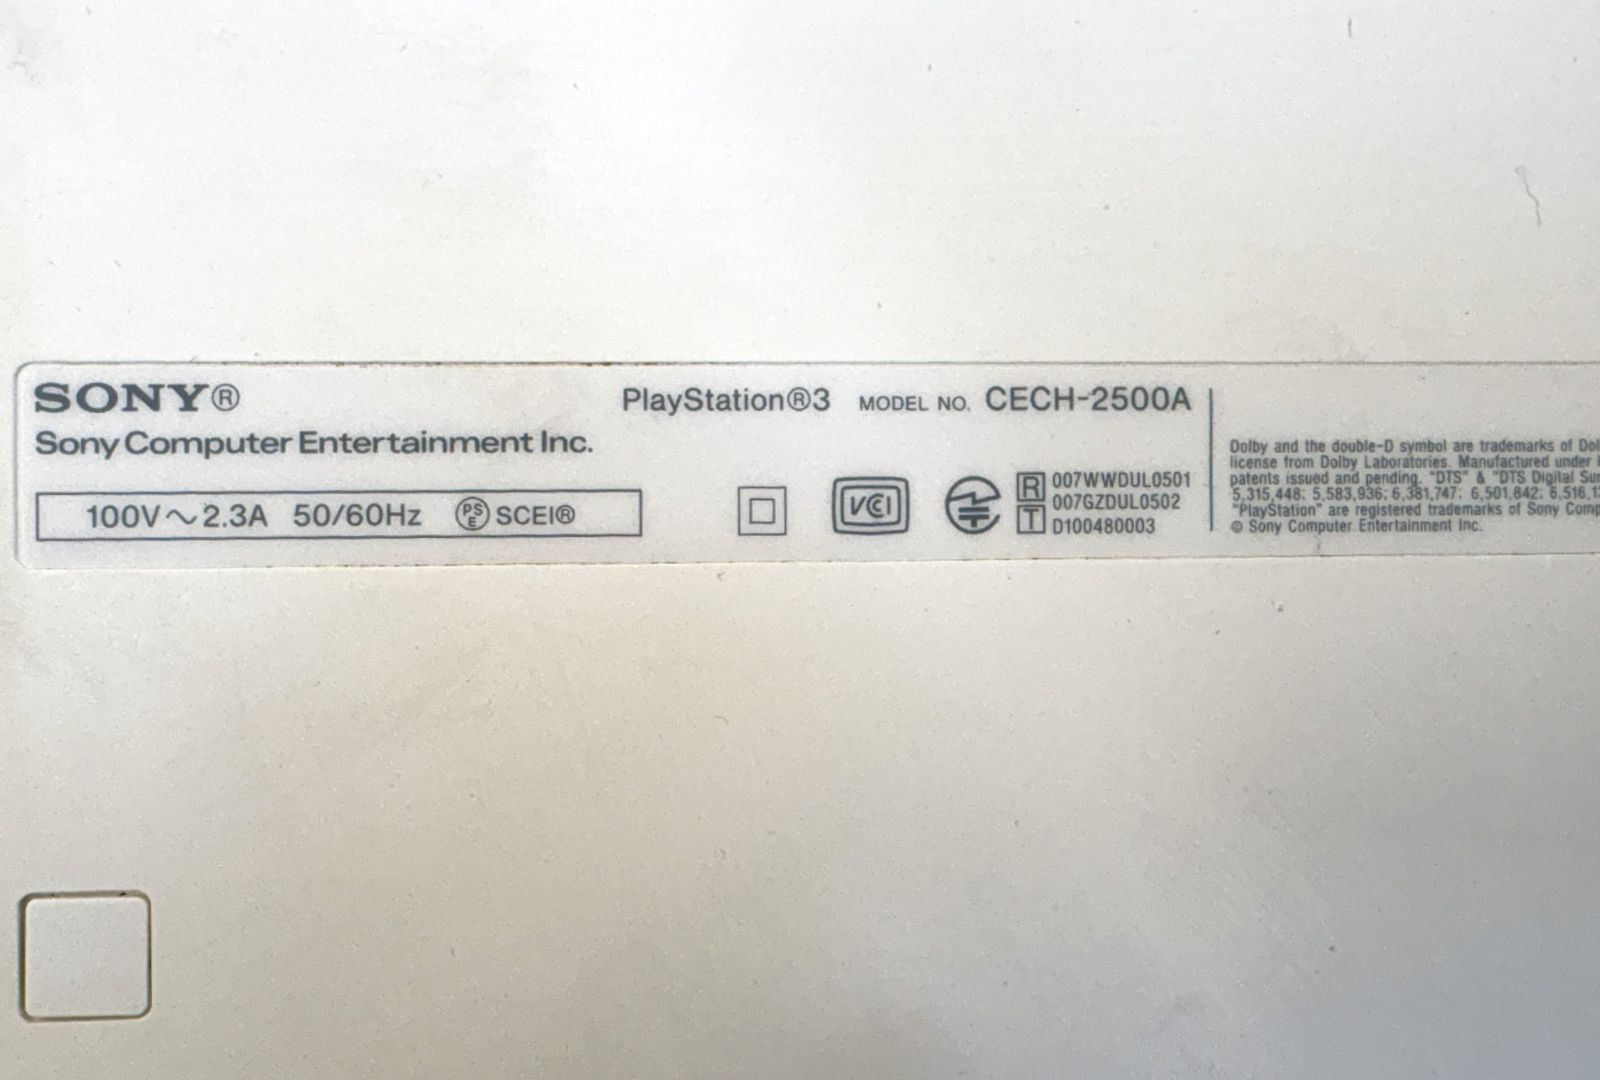 SONY®
Sony Computer Entertainment Inc.
PlayStation®3 MODEL NO. CECH-2500A
100V～2.3A 50/60Hz PSE SCEI®
VCCI
R 007WWDUL0501
007GZDUL0502
T D100480003
Dolby and the double-D symbol are trademarks of
license from Dolby Laboratories. Manufactured under
patents issued and pending. "DTS" & "DTS Digital
5,315,448; 5,583,936; 6,381,747; 6,501,842;
"PlayStation" are registered trademarks of Sony
© Sony Computer Entertainment Inc.